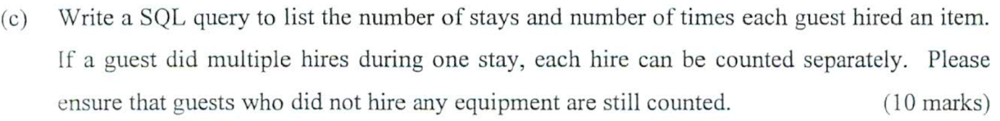 (c) Write a SQL query to list the number of stays and number of times each guest hired an item.
If a guest did multiple hires during one stay, each hire can be counted separately. Please
ensure that guests who did not hire any equipment are still counted. (10 marks)